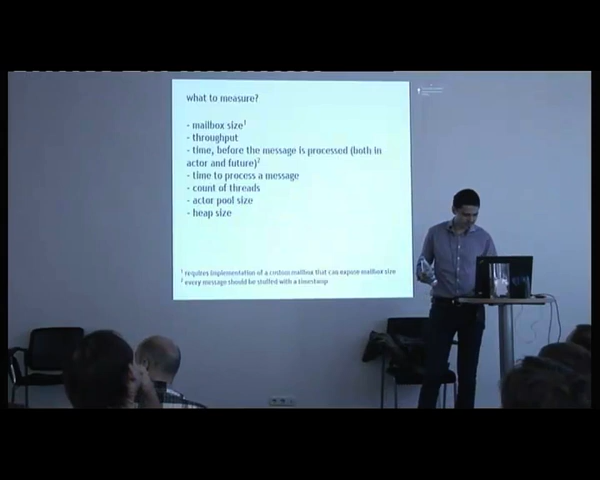 what to measure?
- mailbox size1
- throughput
- time, before the message is processed (both in
actor and future)2
- time to process a message
- count of threads
- actor pool size
- heap size
1 requires implementation of a custom mailbox that can expose mailbox size
2 every message should be stuffed with a timestamp